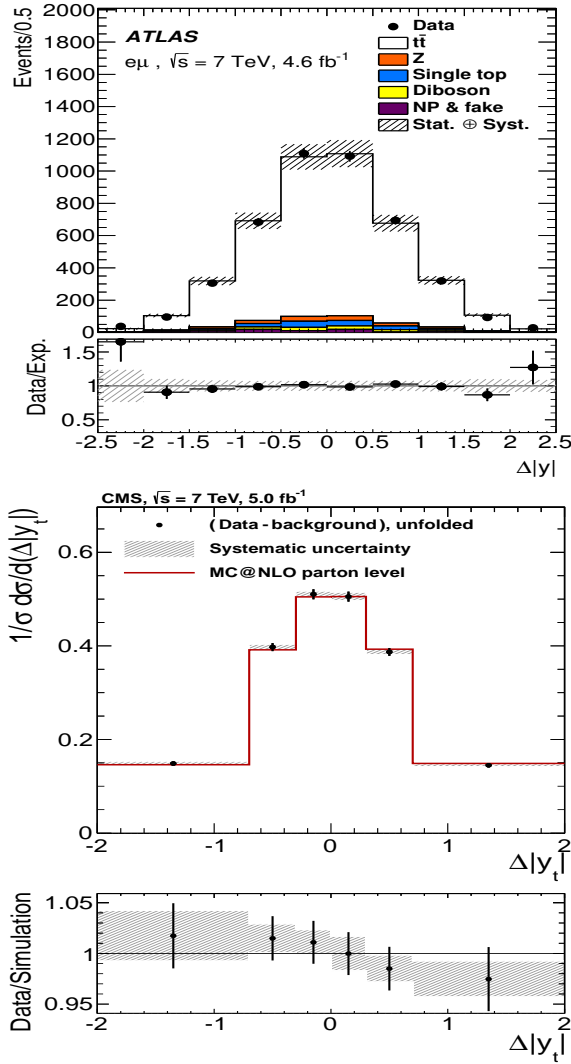 Events/0.5
2000
1800
1600
1400
1200
1000
800
600
400
200
0
ATLAS
eμ , √s = 7 TeV, 4.6 fb⁻¹
Data
tt̄
Z
Single top
Diboson
NP & fake
Stat. ⊕ Syst.
Data/Exp.
1.5
1
0.5
-2.5 -2 -1.5 -1 -0.5 0 0.5 1 1.5 2 2.5
Δ|y|
CMS, √s = 7 TeV, 5.0 fb⁻¹
(Data - background), unfolded
Systematic uncertainty
MC@NLO parton level
1/σ dσ/d(Δ|yₜ|)
0.6
0.4
0.2
0
-2 -1 0 1 2
Δ|yₜ|
Data/Simulation
1.05
1
0.95
-2 -1 0 1 2
Δ|yₜ|